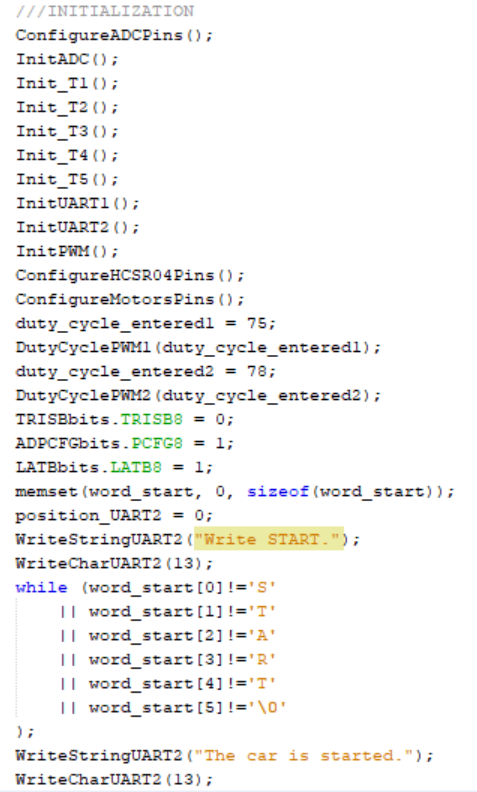 ///INITIALIZATION
ConfigureADCPins();
InitADC();
Init_T1();
Init_T2();
Init_T3();
Init_T4();
Init_T5();
InitUART1();
InitUART2();
InitPWM();
ConfigureHCSR04Pins();
ConfigureMotorsPins();
duty_cycle_entered1 = 75;
DutyCyclePWM1(duty_cycle_entered1);
duty_cycle_entered2 = 78;
DutyCyclePWM2(duty_cycle_entered2);
TRISBbits.TRISB8 = 0;
ADPCFGbits.PCFG8 = 1;
LATBbits.LATB8 = 1;
memset(word_start, 0, sizeof(word_start));
position_UART2 = 0;
WriteStringUART2("Write START.");
WriteCharUART2(13);
while (word_start[0]!='S'
|| word_start[1]!='T'
|| word_start[2]!='A'
|| word_start[3]!='R'
|| word_start[4]!='T'
|| word_start[5]!='\0'
);
WriteStringUART2("The car is started.");
WriteCharUART2(13);